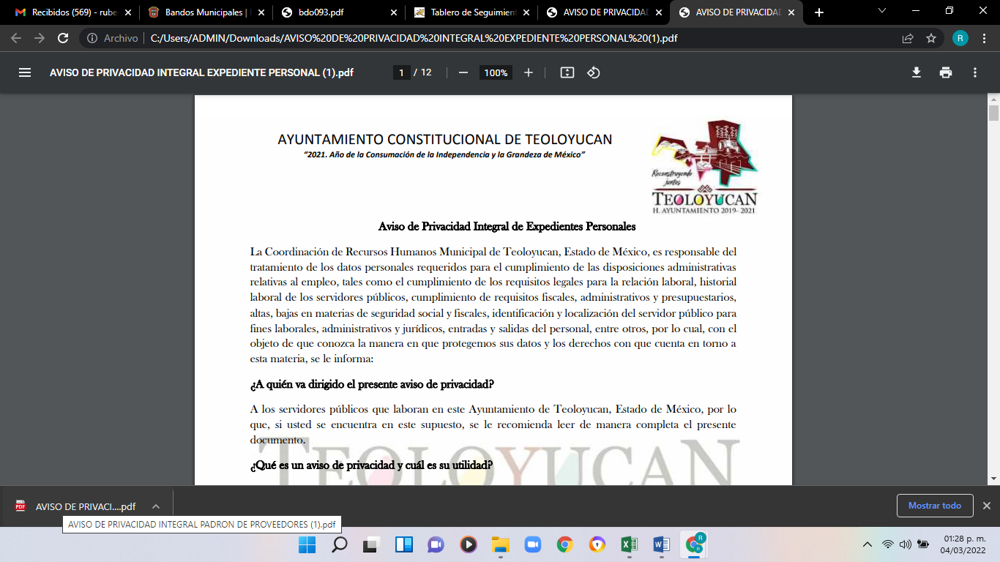 Recibidos (569) - rube
Bandos Municipales |
bdo093.pdf
Tablero de Seguimient
AVISO DE PRIVACIDAD
AVISO DE PRIVACIDAD
Archivo
C:/Users/ADMIN/Downloads/AVISO%20DE%20PRIVACIDAD%20INTEGRAL%20EXPEDIENTE%20PERSONAL%20(1).pdf
R
AVISO DE PRIVACIDAD INTEGRAL EXPEDIENTE PERSONAL (1).pdf
1 / 12
100%
AYUNTAMIENTO CONSTITUCIONAL DE TEOLOYUCAN
“2021. Año de la Consumación de la Independencia y la Grandeza de México”
Reconstruyendo
juntos
TEOLOYUCAN
H. AYUNTAMIENTO 2019- 2021
Aviso de Privacidad Integral de Expedientes Personales
La Coordinación de Recursos Humanos Municipal de Teoloyucan, Estado de México, es responsable del
tratamiento de los datos personales requeridos para el cumplimiento de las disposiciones administrativas
relativas al empleo, tales como el cumplimiento de los requisitos legales para la relación laboral, historial
laboral de los servidores públicos, cumplimiento de requisitos fiscales, administrativos y presupuestarios,
altas, bajas en materias de seguridad social y fiscales, identificación y localización del servidor público para
fines laborales, administrativos y jurídicos, entradas y salidas del personal, entre otros, por lo cual, con el
objeto de que conozca la manera en que protegemos sus datos y los derechos con que cuenta en torno a
esta materia, se le informa:
¿A quién va dirigido el presente aviso de privacidad?
A los servidores públicos que laboran en este Ayuntamiento de Teoloyucan, Estado de México, por lo
que, si usted se encuentra en este supuesto, se le recomienda leer de manera completa el presente
documento.
TEOLOYUCAN
¿Qué es un aviso de privacidad y cuál es su utilidad?
PDF
AVISO DE PRIVACI....pdf
Mostrar todo
AVISO DE PRIVACIDAD INTEGRAL PADRON DE PROVEEDORES (1).pdf
R
R
01:28 p. m.
04/03/2022